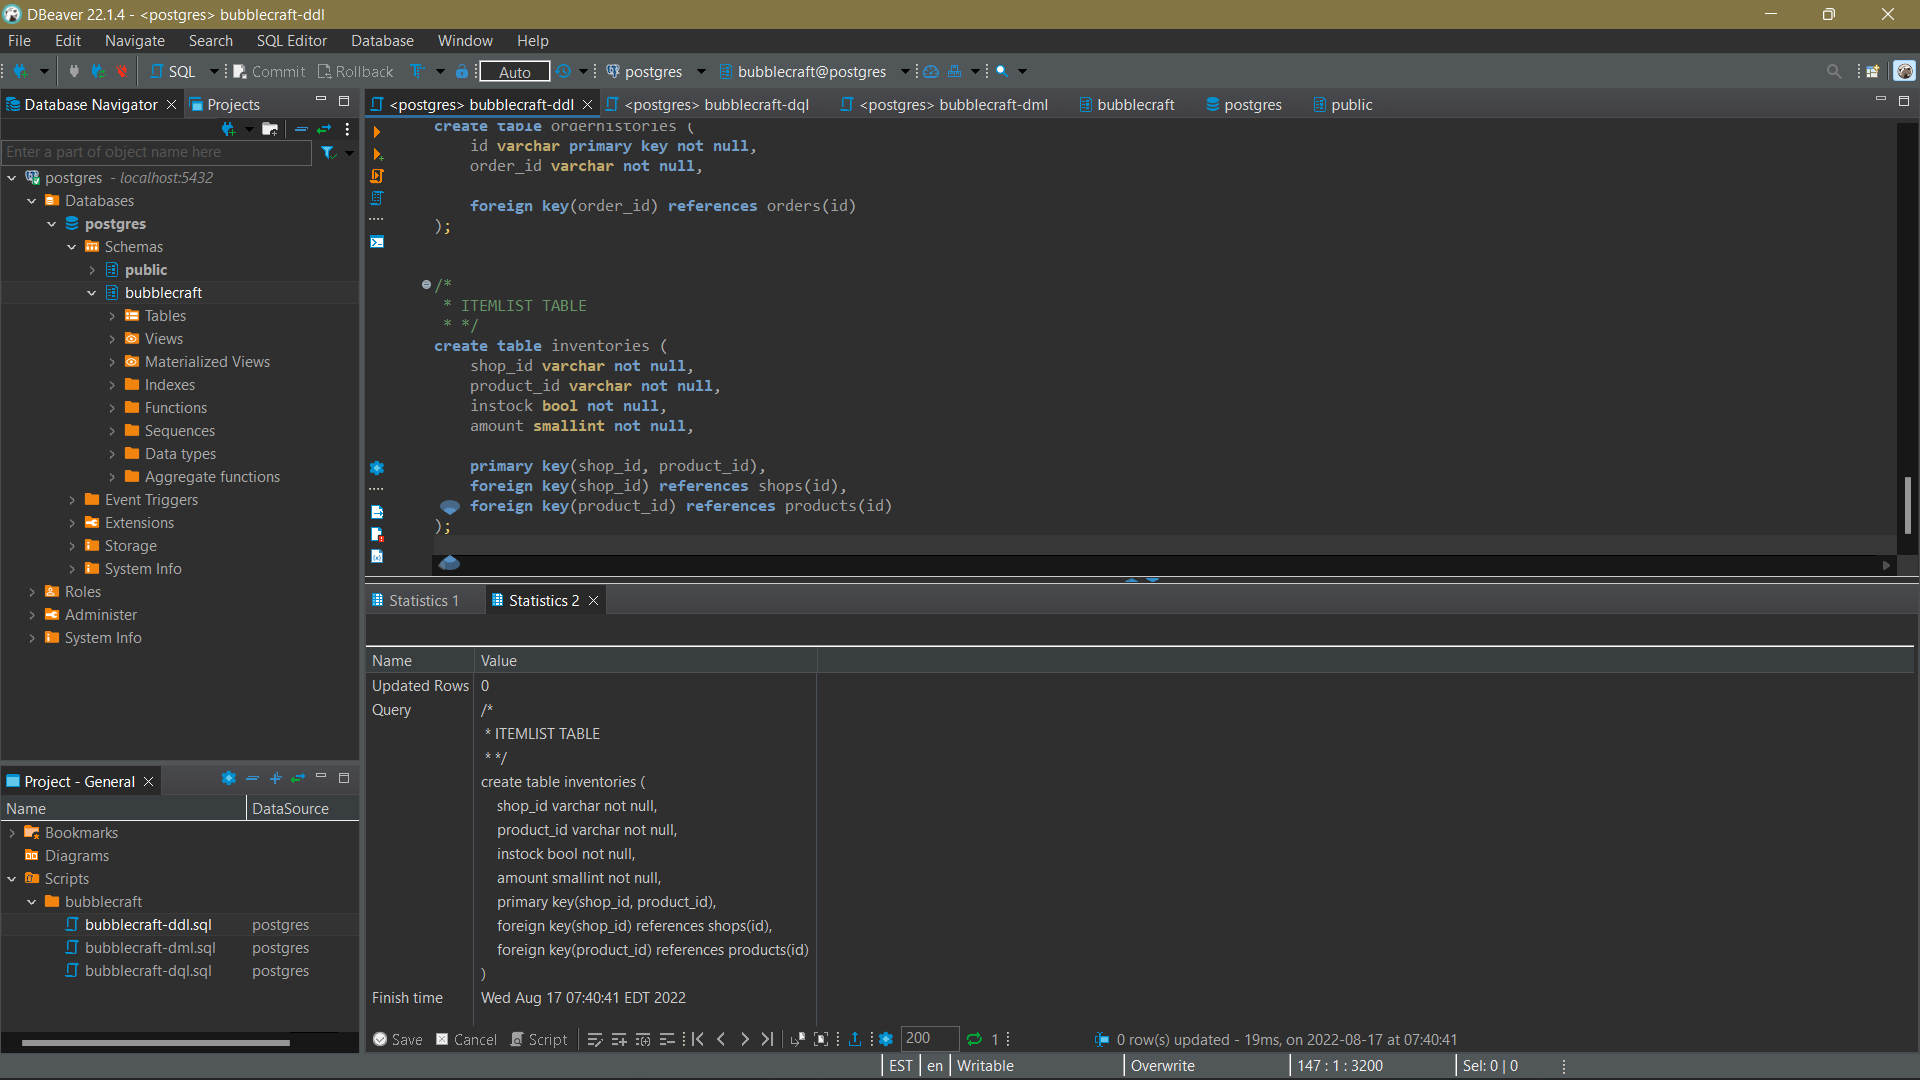 DBeaver 22.1.4 - <postgres> bubblecraft-ddl
File Edit Navigate Search SQL Editor Database Window Help
SQL Commit Rollback Auto postgres bubblecraft@postgres
Database Navigator Projects
<postgres> bubblecraft-ddl <postgres> bubblecraft-dql <postgres> bubblecraft-dml bubblecraft postgres public
Enter a part of object name here
postgres - localhost:5432
Databases
postgres
Schemas
public
bubblecraft
Tables
Views
Materialized Views
Indexes
Functions
Sequences
Data types
Aggregate functions
Event Triggers
Extensions
Storage
System Info
Roles
Administer
System Info
create table orderhistories (
id varchar primary key not null,
order_id varchar not null,
foreign key(order_id) references orders(id)
);
/*
* ITEMLIST TABLE
* */
create table inventories (
shop_id varchar not null,
product_id varchar not null,
instock bool not null,
amount smallint not null,
primary key(shop_id, product_id),
foreign key(shop_id) references shops(id),
foreign key(product_id) references products(id)
);
Statistics 1 Statistics 2
Name Value
Updated Rows 0
Query /*
* ITEMLIST TABLE
* */
create table inventories (
shop_id varchar not null,
product_id varchar not null,
instock bool not null,
amount smallint not null,
primary key(shop_id, product_id),
foreign key(shop_id) references shops(id),
foreign key(product_id) references products(id)
)
Finish time Wed Aug 17 07:40:41 EDT 2022
Project - General
Name DataSource
Bookmarks
Diagrams
Scripts
bubblecraft
bubblecraft-ddl.sql postgres
bubblecraft-dml.sql postgres
bubblecraft-dql.sql postgres
Save Cancel Script 200 1 0 row(s) updated - 19ms, on 2022-08-17 at 07:40:41
EST en Writable Overwrite 147 : 1 : 3200 Sel: 0 | 0